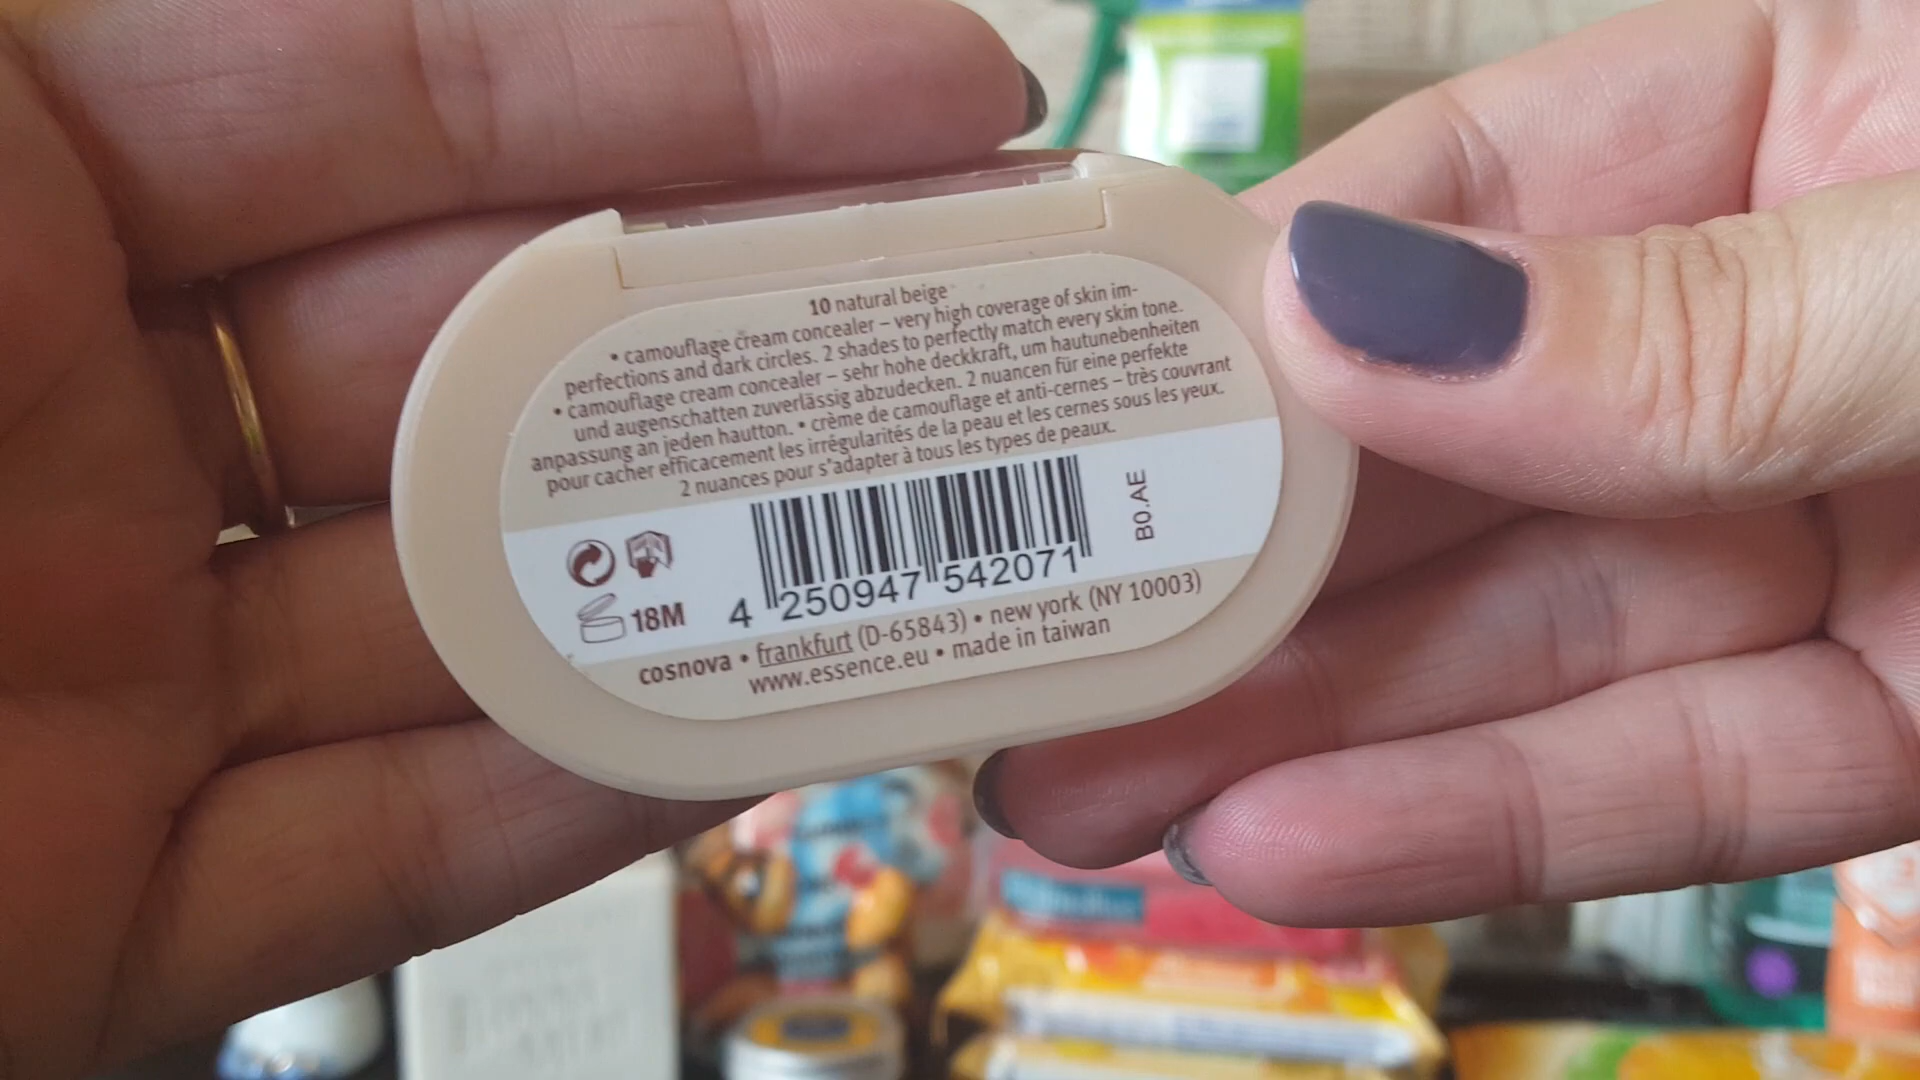 10 natural beige
• camouflage cream concealer – very high coverage of skin im-
perfections and dark circles. 2 shades to perfectly match every skin tone.
• camouflage cream concealer – sehr hohe deckkraft, um hautunebenheiten
und augenschatten zuverlässig abzudecken. 2 nuancen für eine perfekte
anpassung an jeden hautton. • crème de camouflage et anti-cernes – très couvrant
pour cacher efficacement les irrégularités de la peau et les cernes sous les yeux.
2 nuances pour s'adapter à tous les types de peaux.
B0.AE
18M
4 250947 542071
cosnova • frankfurt (D-65843) • new york (NY 10003)
www.essence.eu • made in taiwan